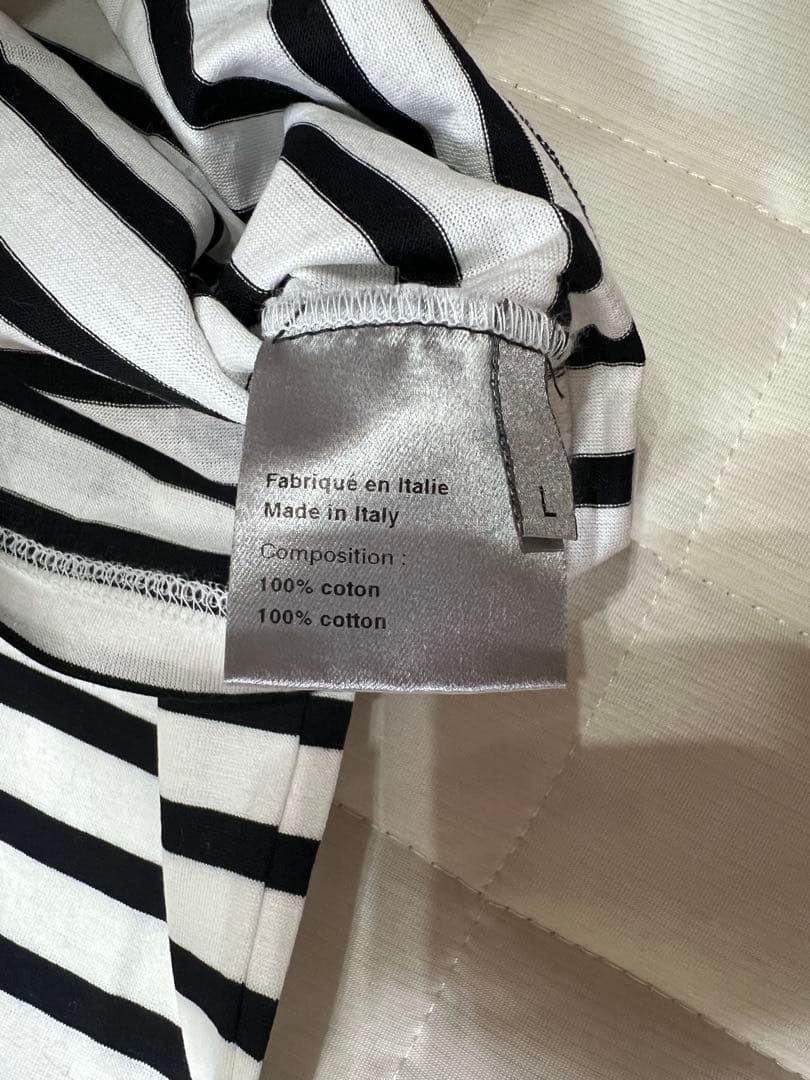 Fabriqué en Italie
Made in Italy
Composition :
100% coton
100% cotton
L